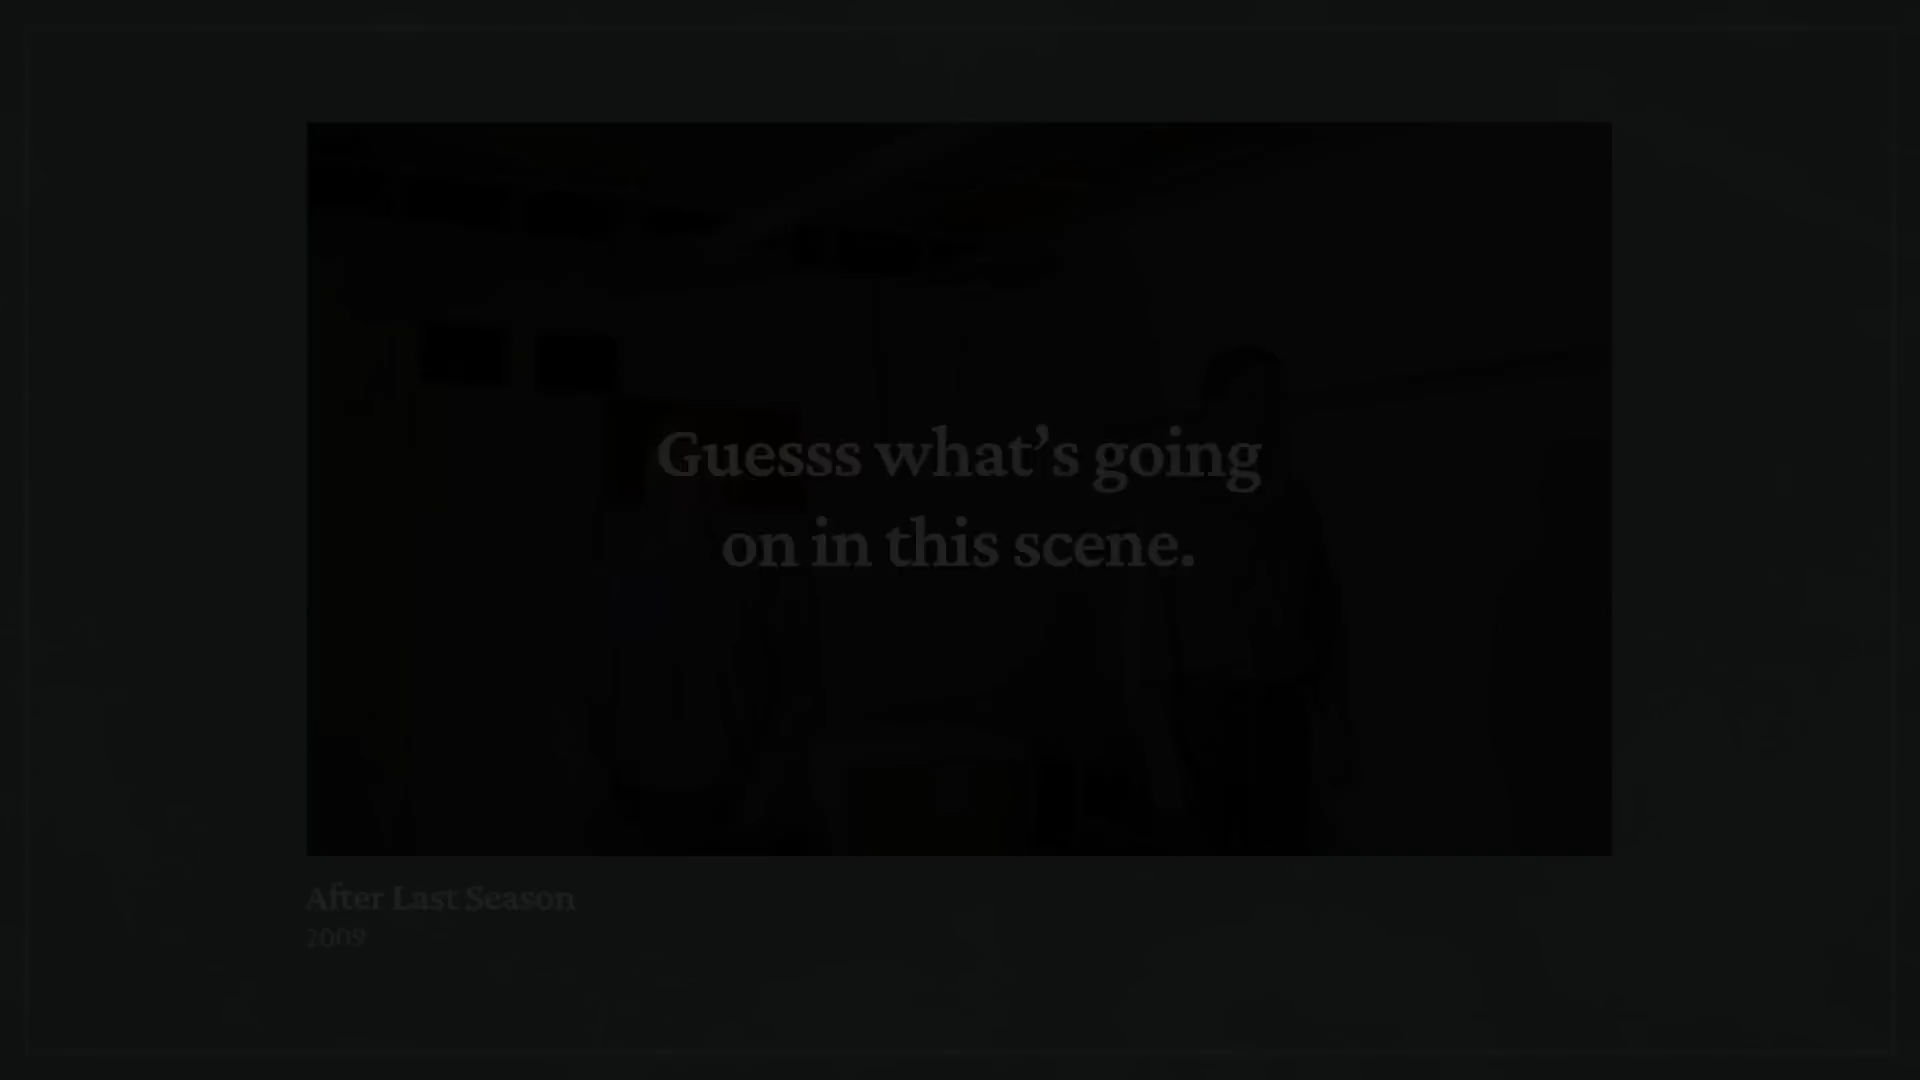 Guesss what’s going
on in this scene.
After Last Season
2009